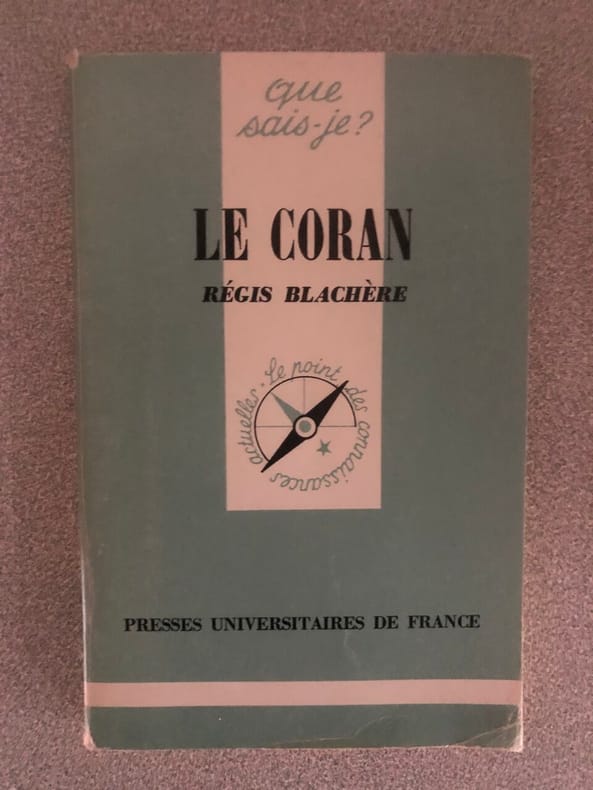 que
sais-je?
LE CORAN
RÉGIS BLACHÈRE
Le point des connaissances actuelles
PRESSES UNIVERSITAIRES DE FRANCE